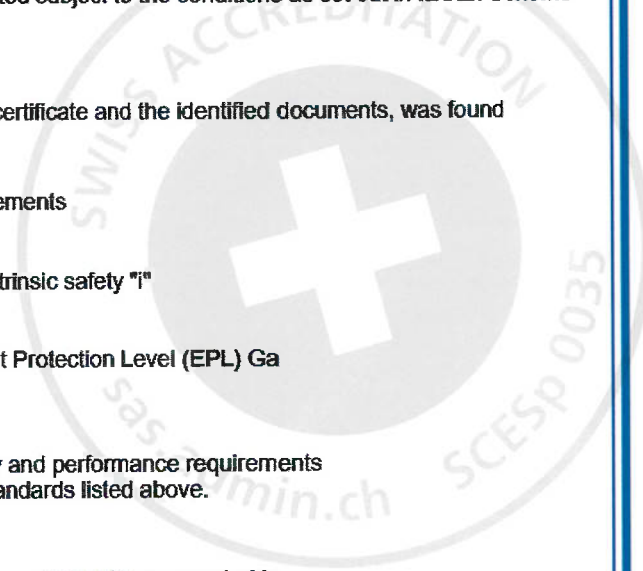 certificate and the identified documents, was found
ements
trinsic safety "i"
t Protection Level (EPL) Ga
and performance requirements
andards listed above.
SWISS ACCREDITATION
sas.admin.ch
SCESp 0035